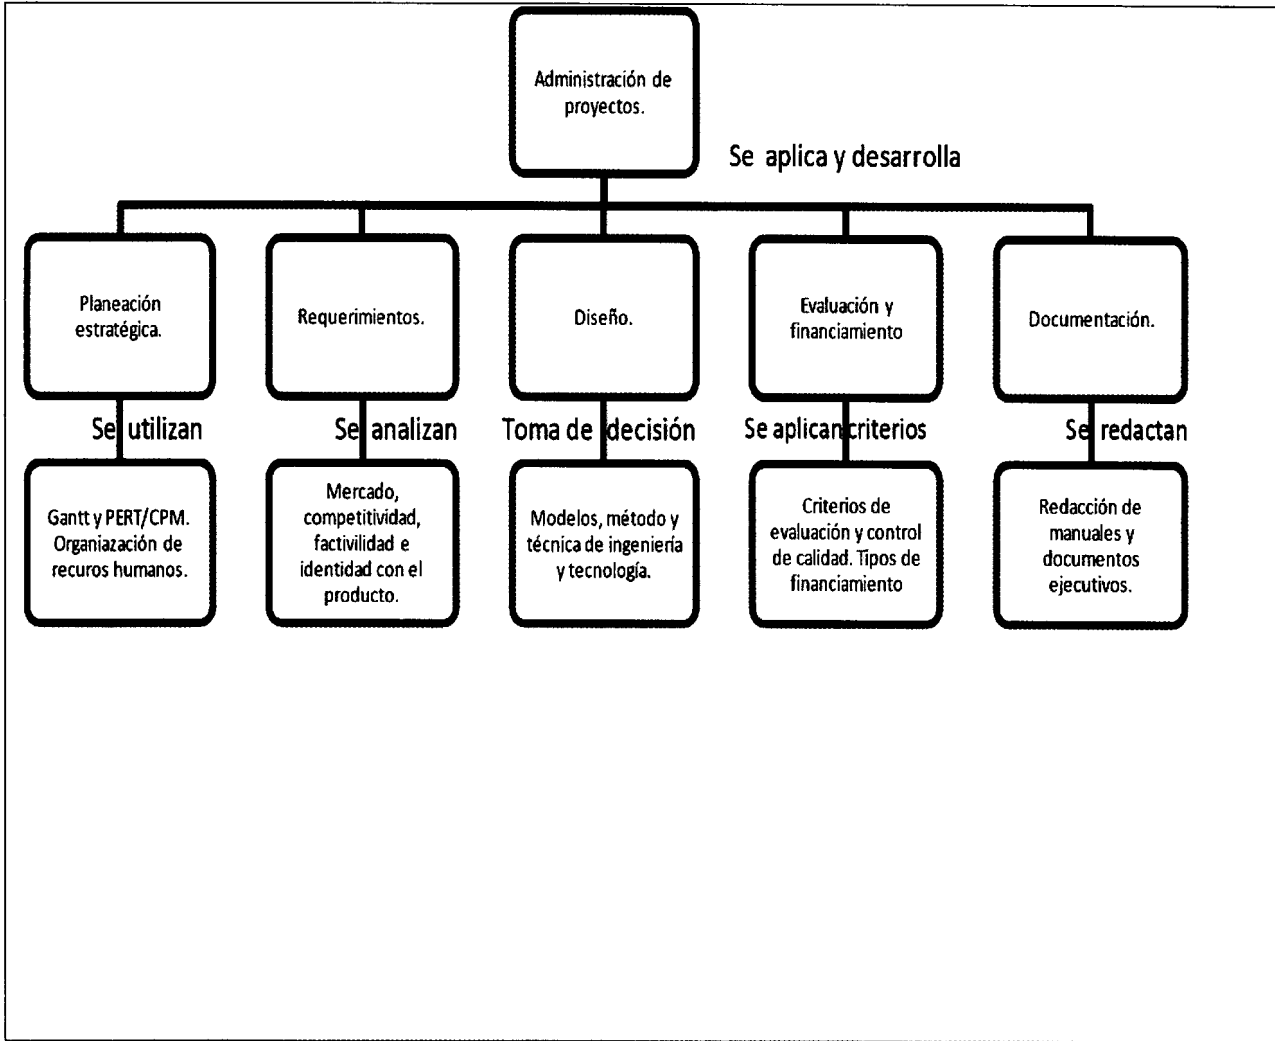 Administración de
proyectos.
Se aplica y desarrolla
Planeación
estratégica.
Requerimientos.
Diseño.
Evaluación y
financiamiento
Documentación.
Se utilizan
Se analizan
Toma de decisión
Se aplican criterios
Se redactan
Gantt y PERT/CPM.
Organiazación de
recuros humanos.
Mercado,
competitividad,
factivilidad e
identidad con el
producto.
Modelos, método y
técnica de ingeniería
y tecnología.
Criterios de
evaluación y control
de calidad. Tipos de
financiamiento
Redacción de
manuales y
documentos
ejecutivos.